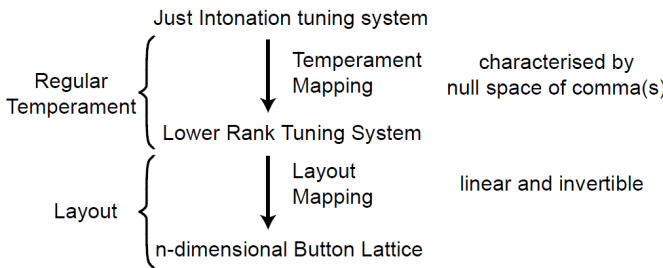 Just Intonation tuning system
Regular
Temperament
Temperament
Mapping
characterised by
null space of comma(s)
Lower Rank Tuning System
Layout
Layout
Mapping
linear and invertible
n-dimensional Button Lattice